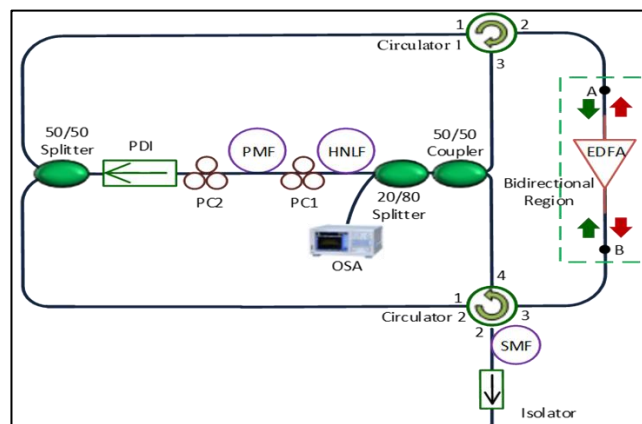 1
2
Circulator 1
3
A
50/50
Splitter
PDI
PMF
HNLF
50/50
Coupler
EDFA
Bidirectional
Region
PC2
PC1
20/80
Splitter
OSA
B
4
1
Circulator 2
3
2
SMF
Isolator